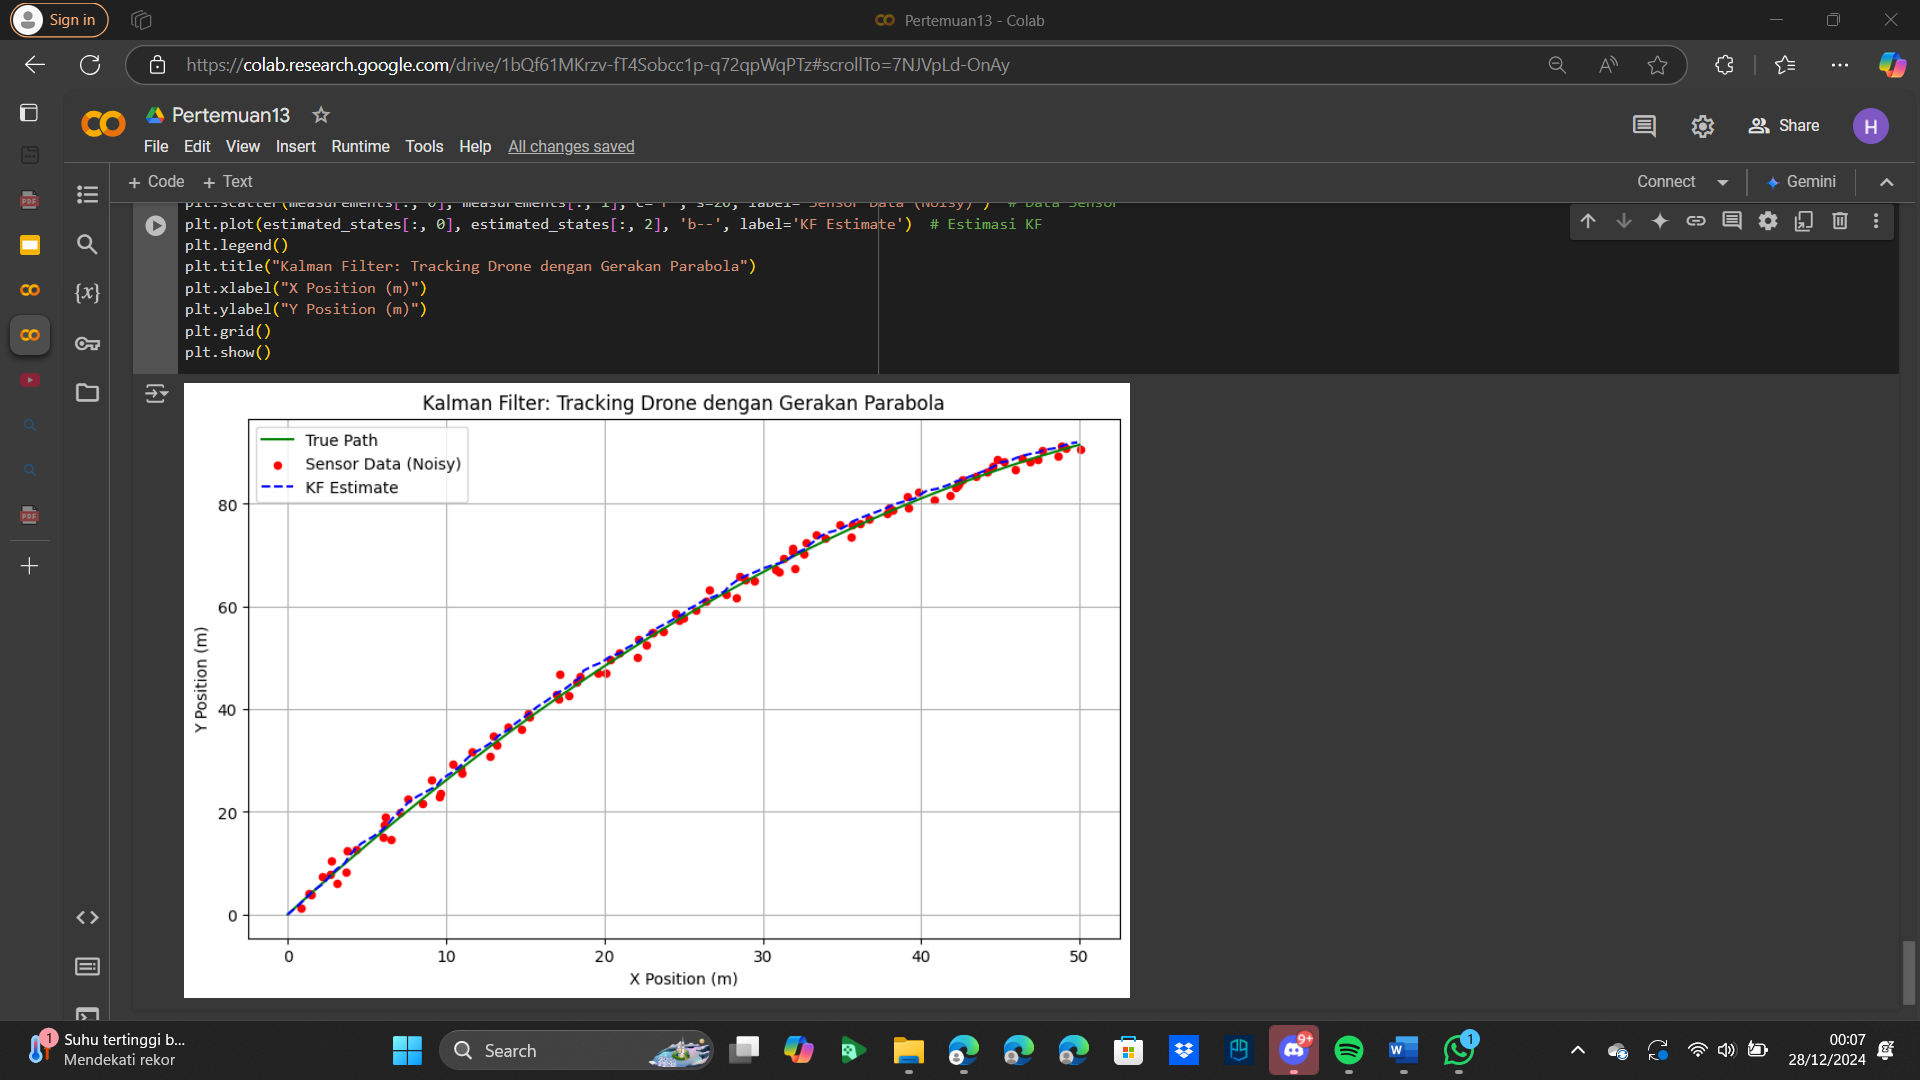 Sign in
Pertemuan13 - Colab
https://colab.research.google.com/drive/1bQf61MKrzv-fT4Sobcc1p-q72qpWqPTz#scrollTo=7NJVpLd-OnAy
Pertemuan13
File Edit View Insert Runtime Tools Help All changes saved
Share
H
+ Code + Text
Connect
Gemini
plt.scatter(measurements[:, 0], measurements[:, 1], c='r', s=20, label='Sensor Data (Noisy)') # Data Sensor
plt.plot(estimated_states[:, 0], estimated_states[:, 2], 'b--', label='KF Estimate') # Estimasi KF
plt.legend()
plt.title("Kalman Filter: Tracking Drone dengan Gerakan Parabola")
plt.xlabel("X Position (m)")
plt.ylabel("Y Position (m)")
plt.grid()
plt.show()
{x}
PDF
PDF
Kalman Filter: Tracking Drone dengan Gerakan Parabola
True Path
Sensor Data (Noisy)
KF Estimate
80
60
40
20
0
Y Position (m)
0 10 20 30 40 50
X Position (m)
1
Suhu tertinggi b...
Mendekati rekor
Search
9+
1
00:07
28/12/2024